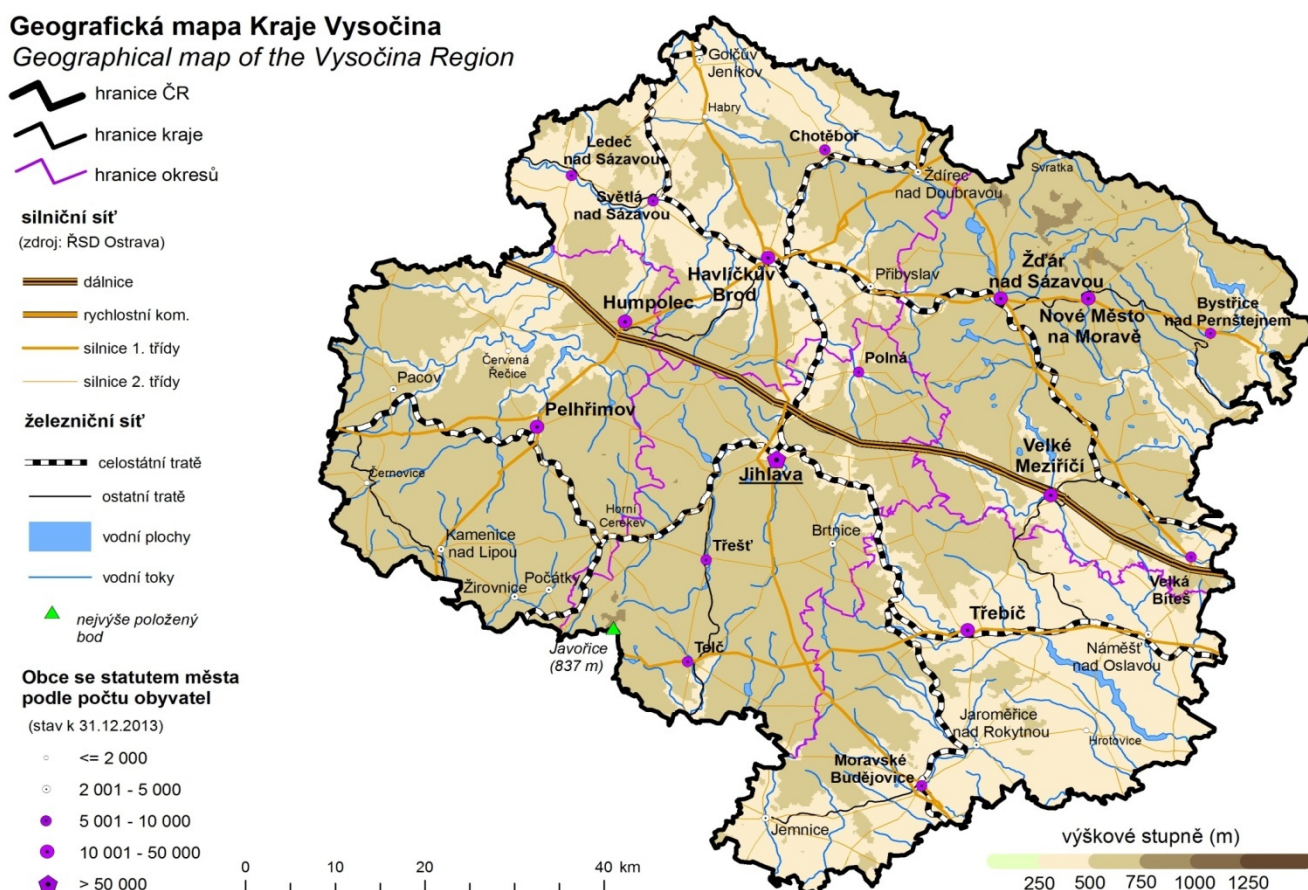 Geografická mapa Kraje Vysočina
Geographical map of the Vysočina Region
hranice ČR
hranice kraje
hranice okresů
silniční síť
(zdroj: ŘSD Ostrava)
dálnice
rychlostní kom.
silnice 1. třídy
silnice 2. třídy
železniční síť
celostátní tratě
ostatní tratě
vodní plochy
vodní toky
nejvýše položený
bod
Obce se statutem města
podle počtu obyvatel
(stav k 31.12.2013)
<= 2 000
2 001 - 5 000
5 001 - 10 000
10 001 - 50 000
> 50 000
Golčův
Jeníkov
Habry
Ledeč
nad Sázavou
Chotěboř
Světlá
nad Sázavou
Ždírec
nad Doubravou
Svratka
Havlíčkův
Brod
Přibyslav
Žďár
nad Sázavou
Humpolec
Nové Město
na Moravě
Bystřice
nad Pernštejnem
Červená
Řečice
Polná
Pacov
Pelhřimov
Velké
Meziříčí
Jihlava
Černovice
Horní
Cerekev
Kamenice
nad Lipou
Brtnice
Třešť
Počátky
Žirovnice
Velká
Bíteš
Třebíč
Javořice
(837 m)
Telč
Náměšť
nad Oslavou
Jaroměřice
nad Rokytnou
Hrotovice
Moravské
Budějovice
Jemnice
0 10 20 40 km
výškové stupně (m)
250 500 750 1000 1250